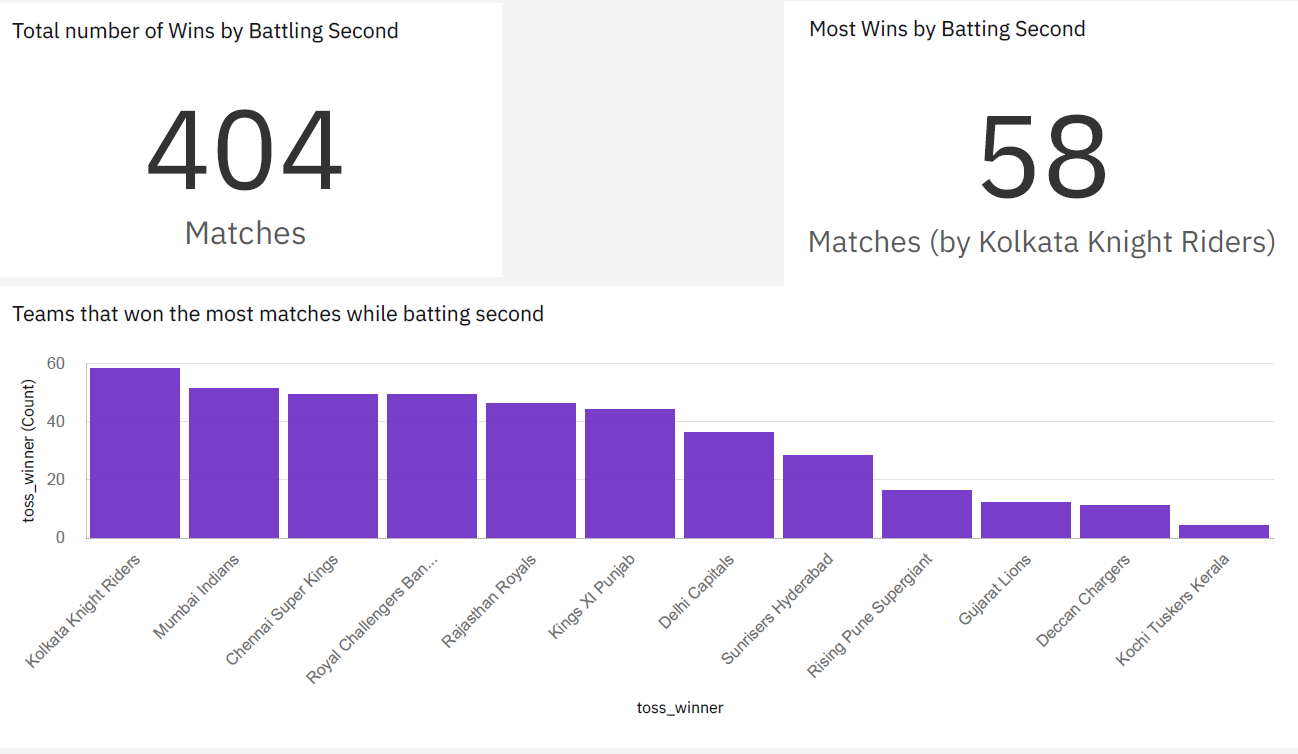 Total number of Wins by Battling Second
404
Matches
Most Wins by Batting Second
58
Matches (by Kolkata Knight Riders)
Teams that won the most matches while batting second
toss_winner (Count)
60
40
20
0
Kolkata Knight Riders
Mumbai Indians
Chennai Super Kings
Royal Challengers Ban...
Rajasthan Royals
Kings XI Punjab
Delhi Capitals
Sunrisers Hyderabad
Rising Pune Supergiant
Gujarat Lions
Deccan Chargers
Kochi Tuskers Kerala
toss_winner